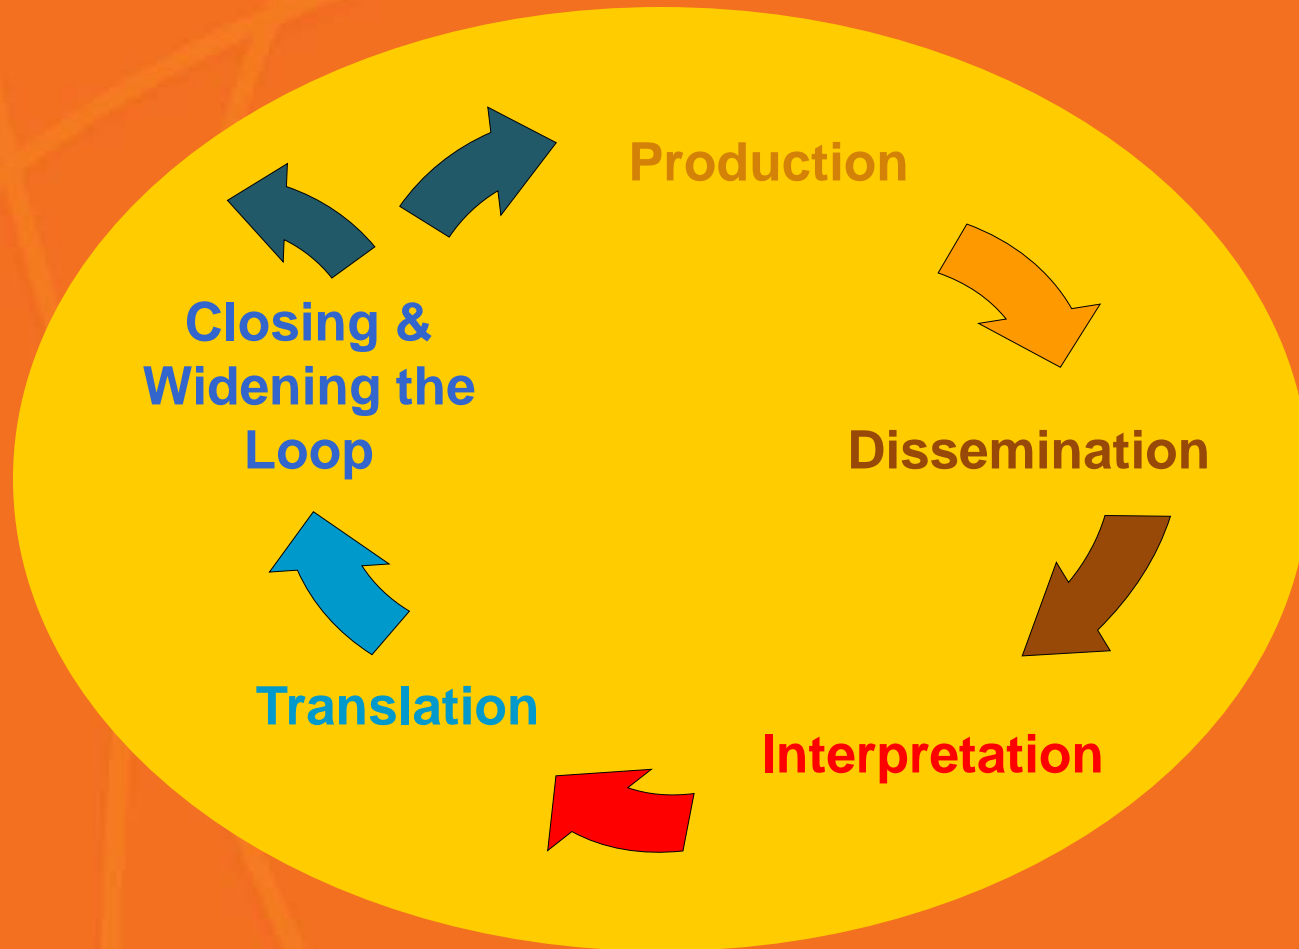 Production
Dissemination
Interpretation
Translation
Closing &
Widening the
Loop